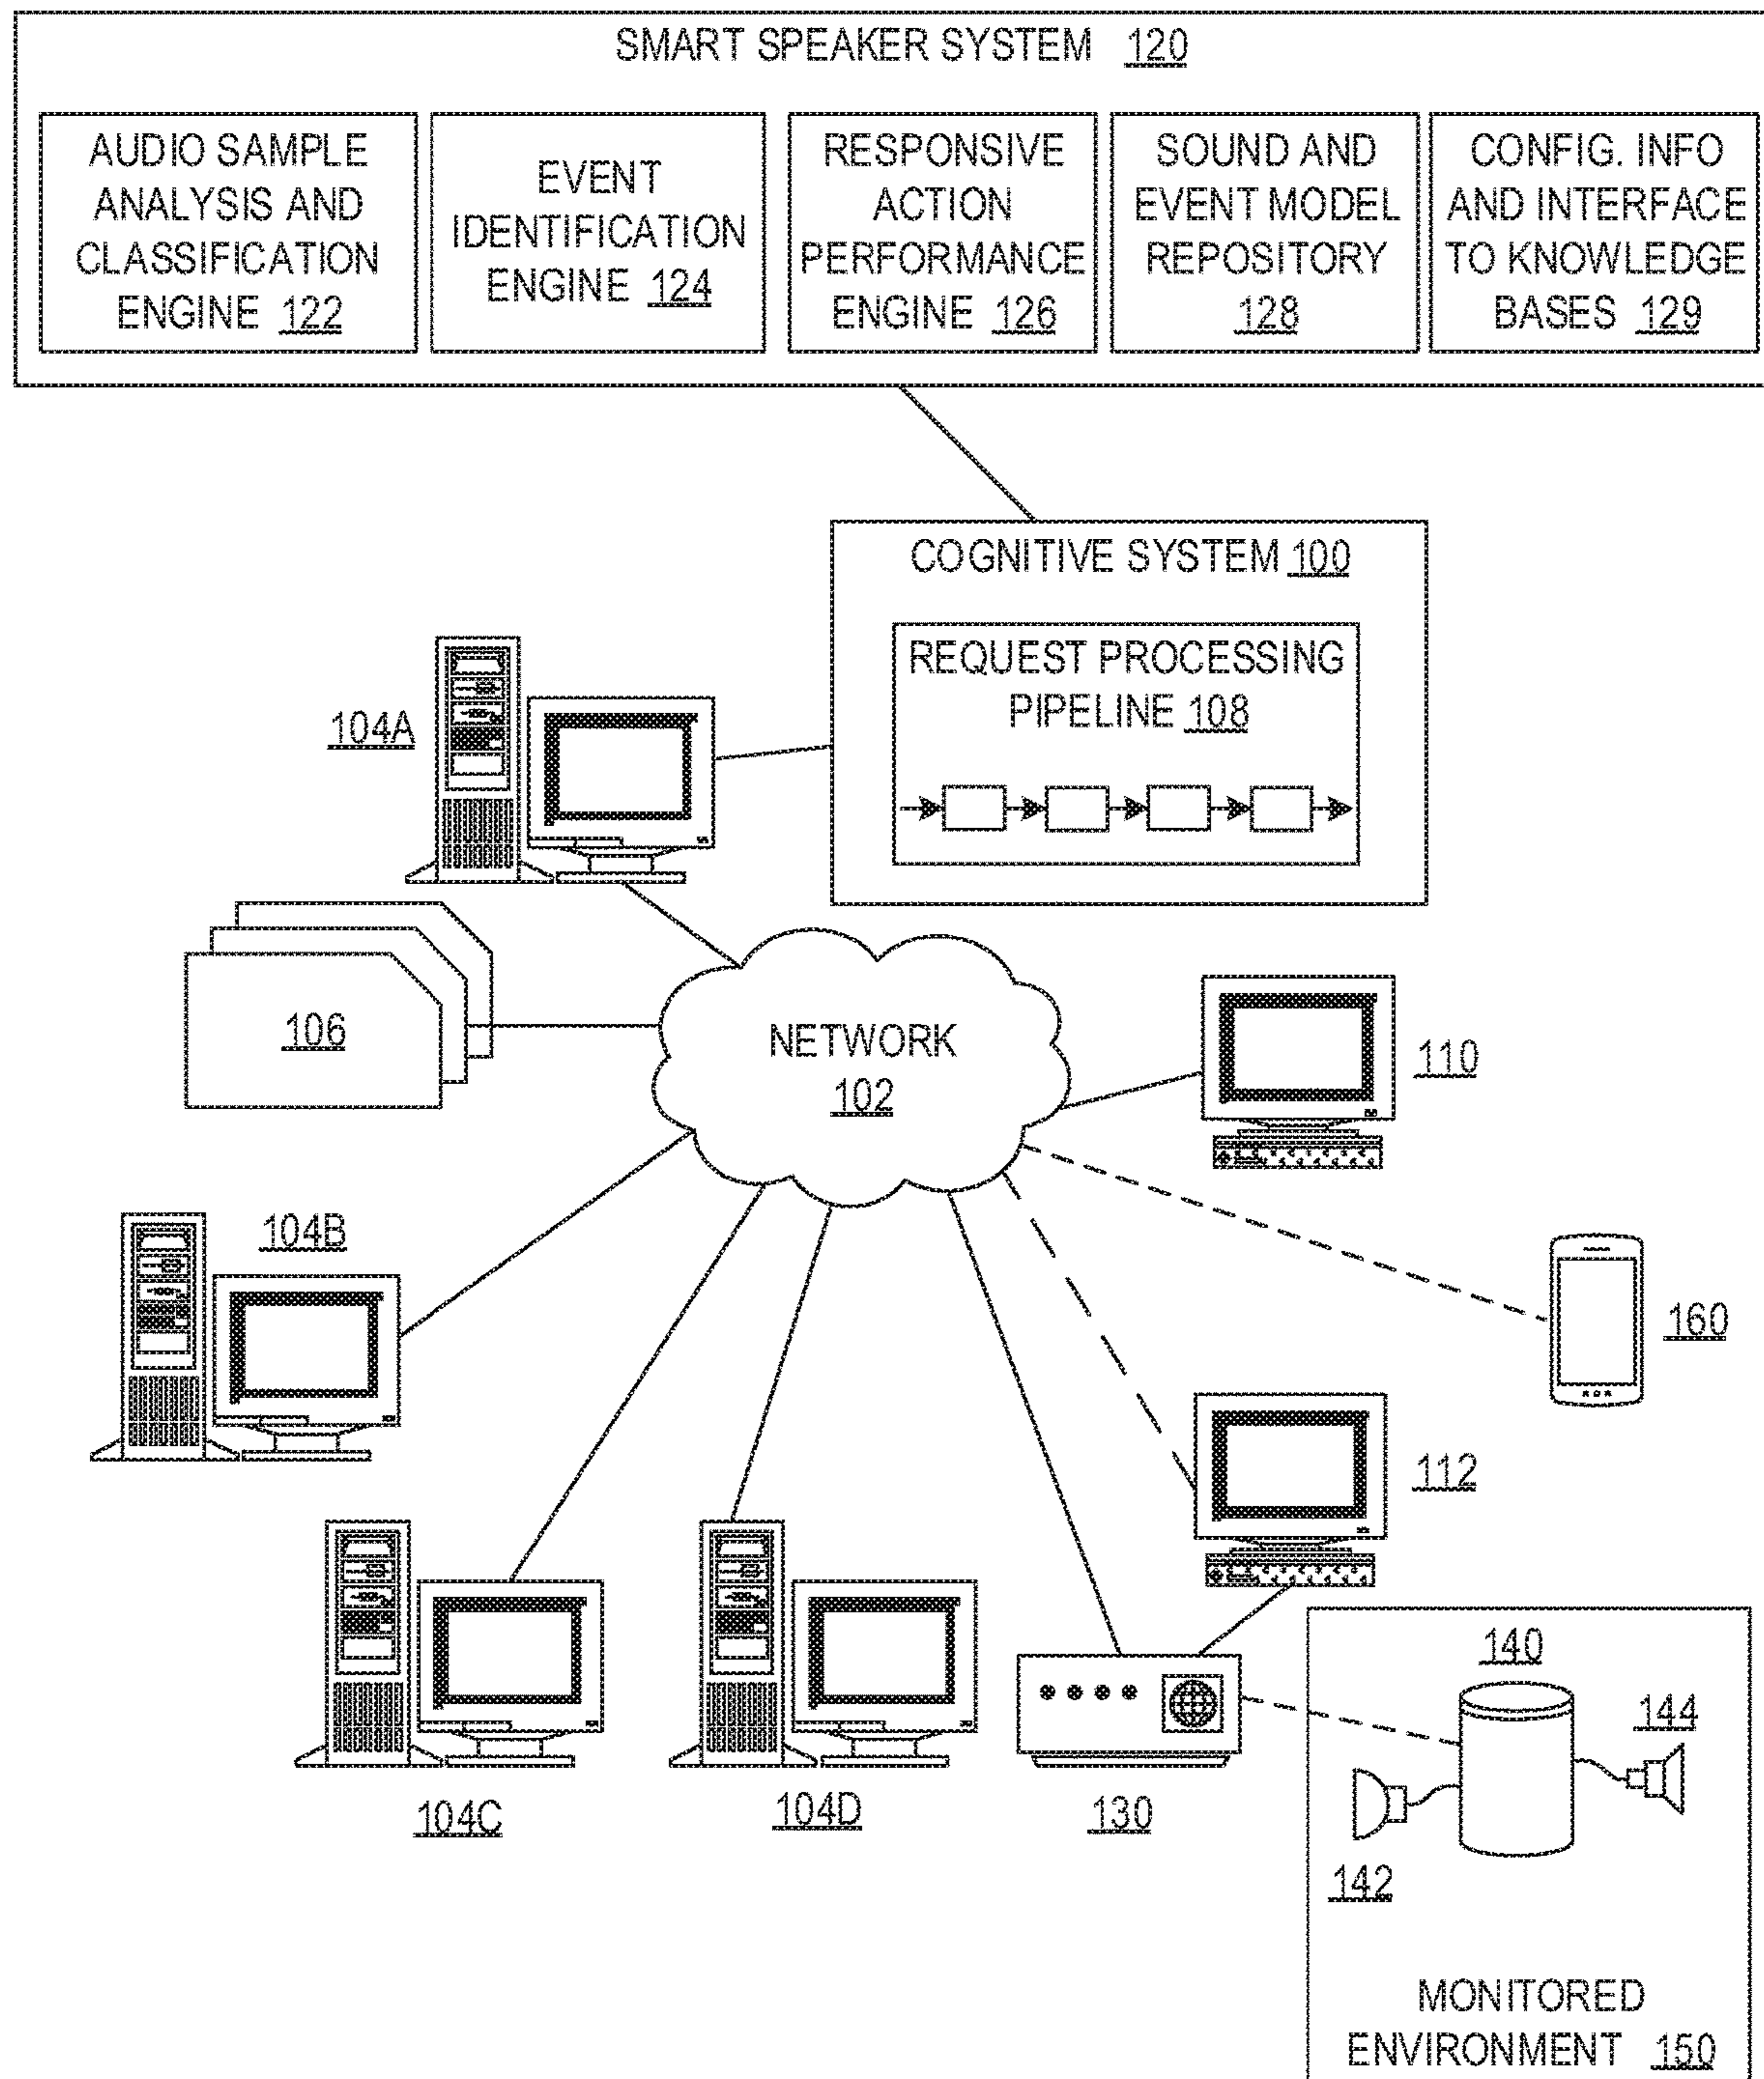 SMART SPEAKER SYSTEM 120
AUDIO SAMPLE
ANALYSIS AND
CLASSIFICATION
ENGINE 122
EVENT
IDENTIFICATION
ENGINE 124
RESPONSIVE
ACTION
PERFORMANCE
ENGINE 126
SOUND AND
EVENT MODEL
REPOSITORY
128
CONFIG. INFO
AND INTERFACE
TO KNOWLEDGE
BASES 129
COGNITIVE SYSTEM 100
REQUEST PROCESSING
PIPELINE 108
104A
106
NETWORK
102
110
104B
160
112
104C
104D
130
140
144
142
MONITORED
ENVIRONMENT 150